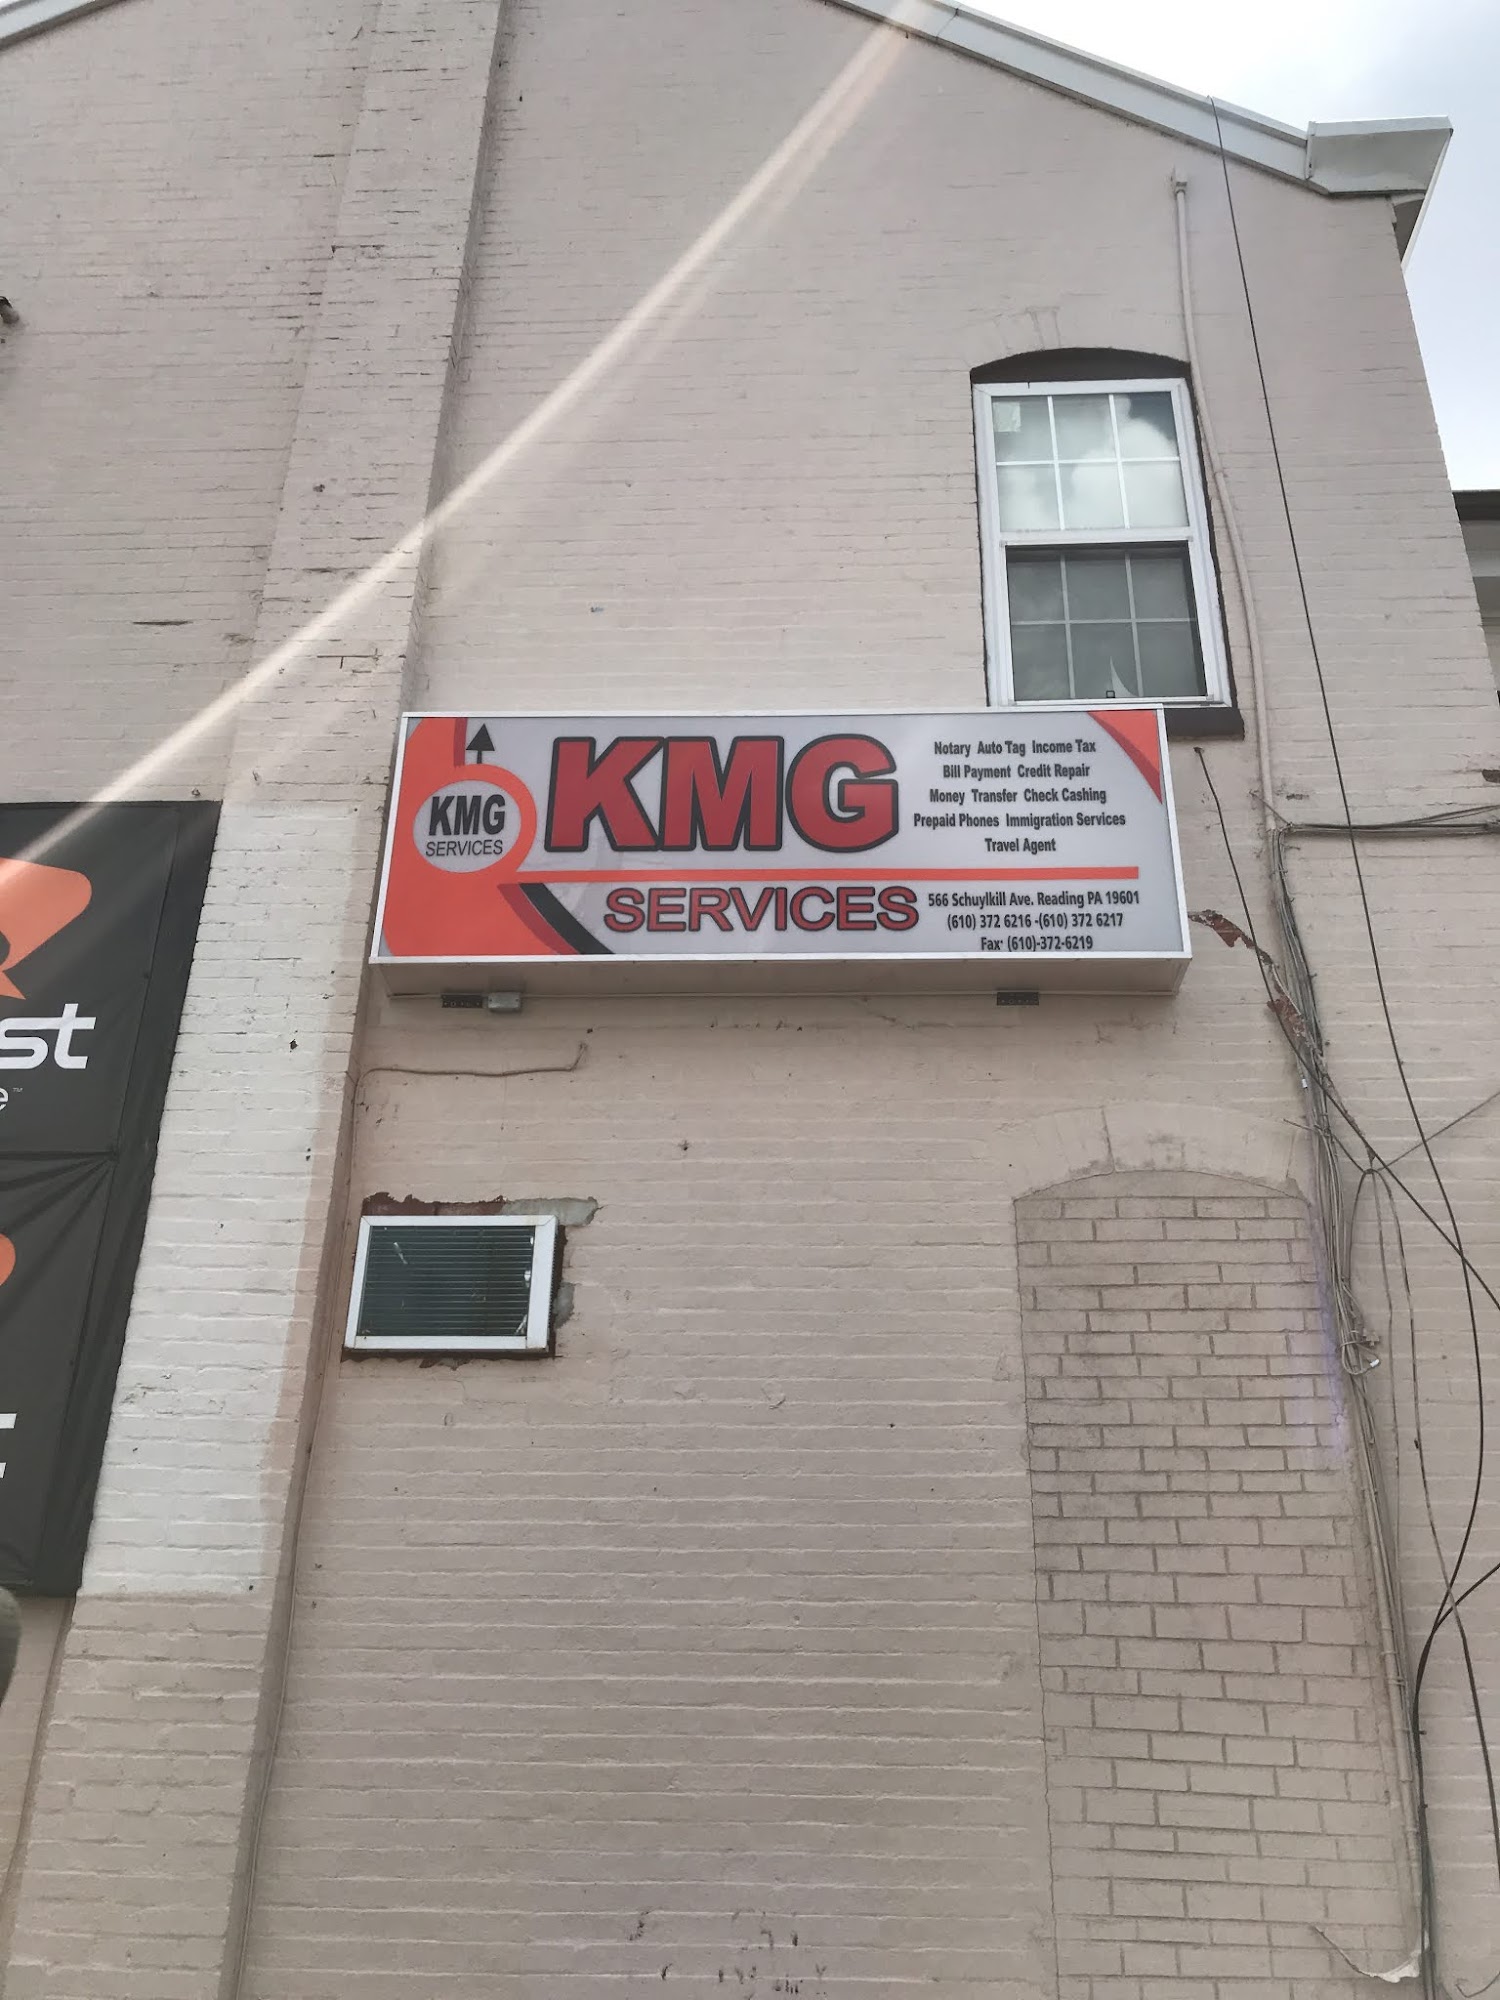 KMG
SERVICES
KMG
SERVICES
Notary Auto Tag Income Tax
Bill Payment Credit Repair
Money Transfer Check Cashing
Prepaid Phones Immigration Services
Travel Agent
566 Schuylkill Ave. Reading PA 19601
(610) 372 6216 -(610) 372 6217
Fax: (610)-372-6219
st
e™